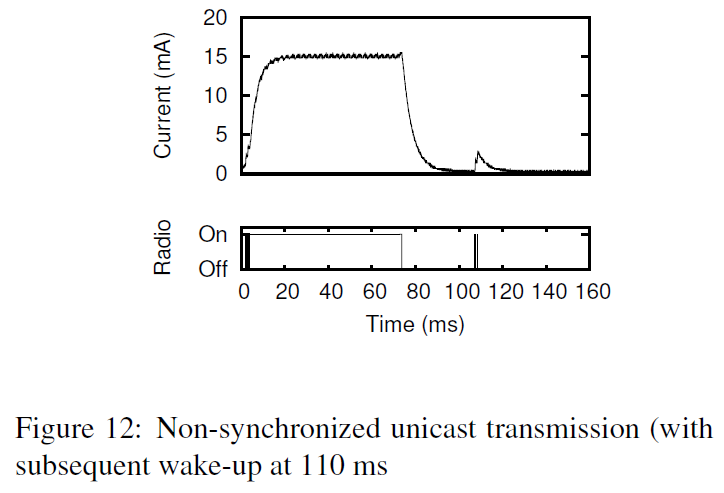 20
15
10
5
0
Current (mA)
On
Off
Radio
0 20 40 60 80 100 120 140 160
Time (ms)
Figure 12: Non-synchronized unicast transmission (with
subsequent wake-up at 110 ms